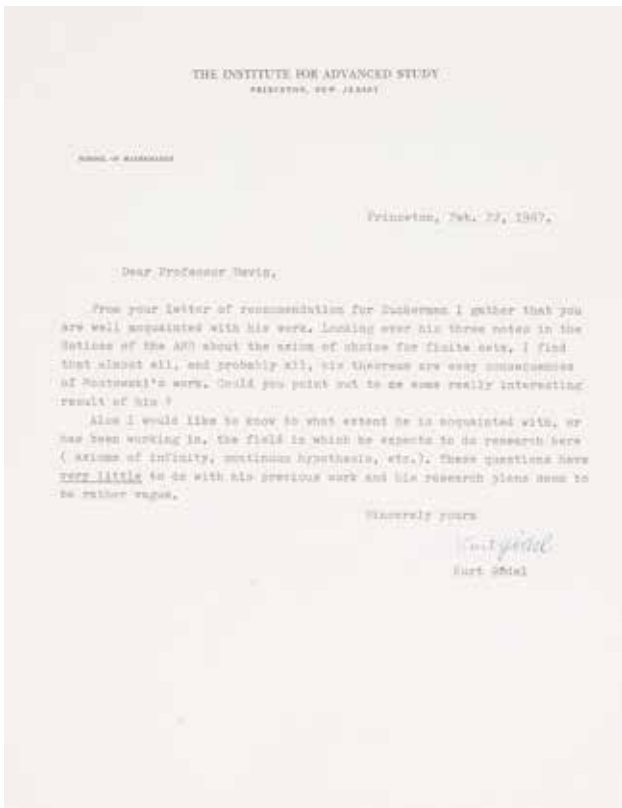 THE INSTITUTE FOR ADVANCED STUDY
PRINCETON, NEW JERSEY
SCHOOL OF MATHEMATICS
Princeton, Feb. 22, 1967.
Dear Professor Davis,
From your letter of recommendation for Zuckerman I gather that you
are well acquainted with his work. Looking over his three notes in the
Notices of the AMS about the axiom of choice for finite sets, I find
that almost all, and probably all, his theorems are easy consequences
of Mostowski's work. Could you point out to me some really interesting
result of his ?
Also I would like to know to what extent he is acquainted with, or
has been working in, the field in which he expects to do research here
( axioms of infinity, continuum hypothesis, etc.). These questions have
very little to do with his previous work and his research plans seem to
be rather vague.
Sincerely yours
Kurt Gödel
Kurt Gödel